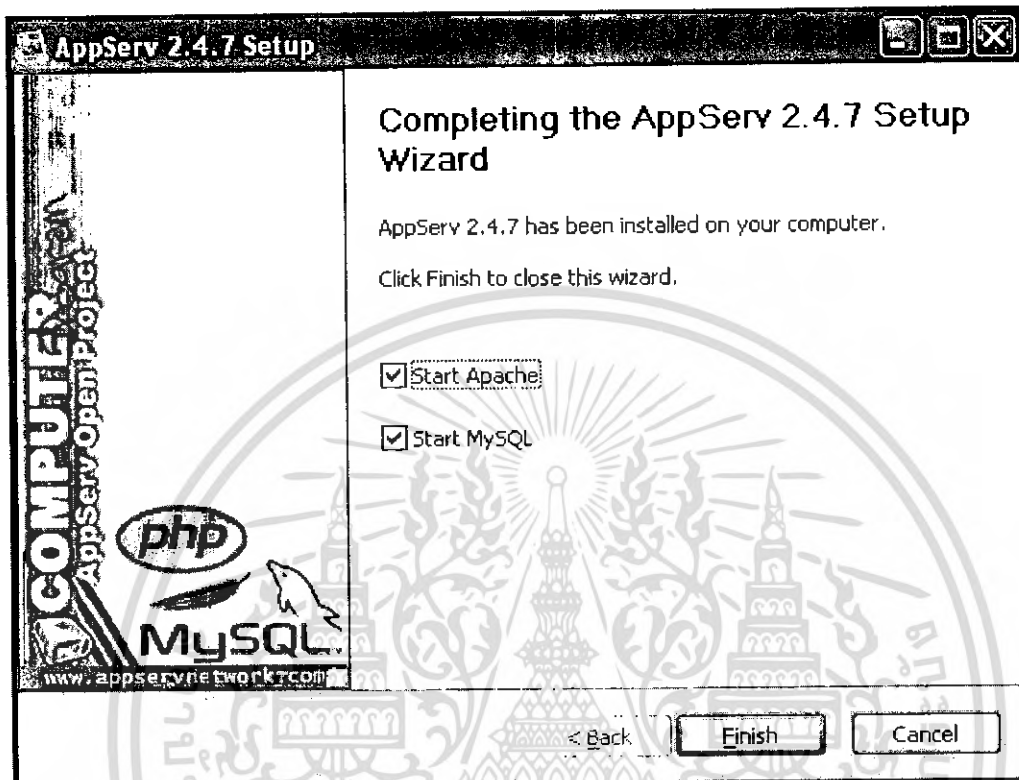 AppServ 2.4.7 Setup
Completing the AppServ 2.4.7 Setup
Wizard
AppServ 2.4.7 has been installed on your computer.
Click Finish to close this wizard.
Start Apache
Start MySQL
COMPUTER
AppServ Open Project
php
MySQL
www.appservnetwork.com
< Back
Finish
Cancel